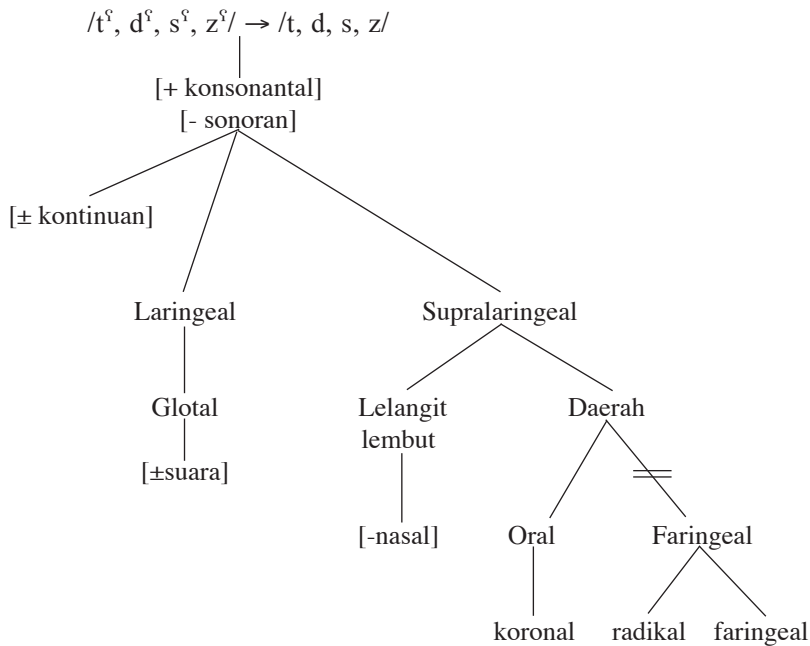 /tˤ, dˤ, sˤ, zˤ/ → /t, d, s, z/
[+ konsonantal]
[- sonoran]
[± kontinuan]
Laringeal
Supralaringeal
Glotal
Lelangit
lembut
Daerah
[±suara]
[-nasal]
Oral
Faringeal
koronal
radikal
faringeal